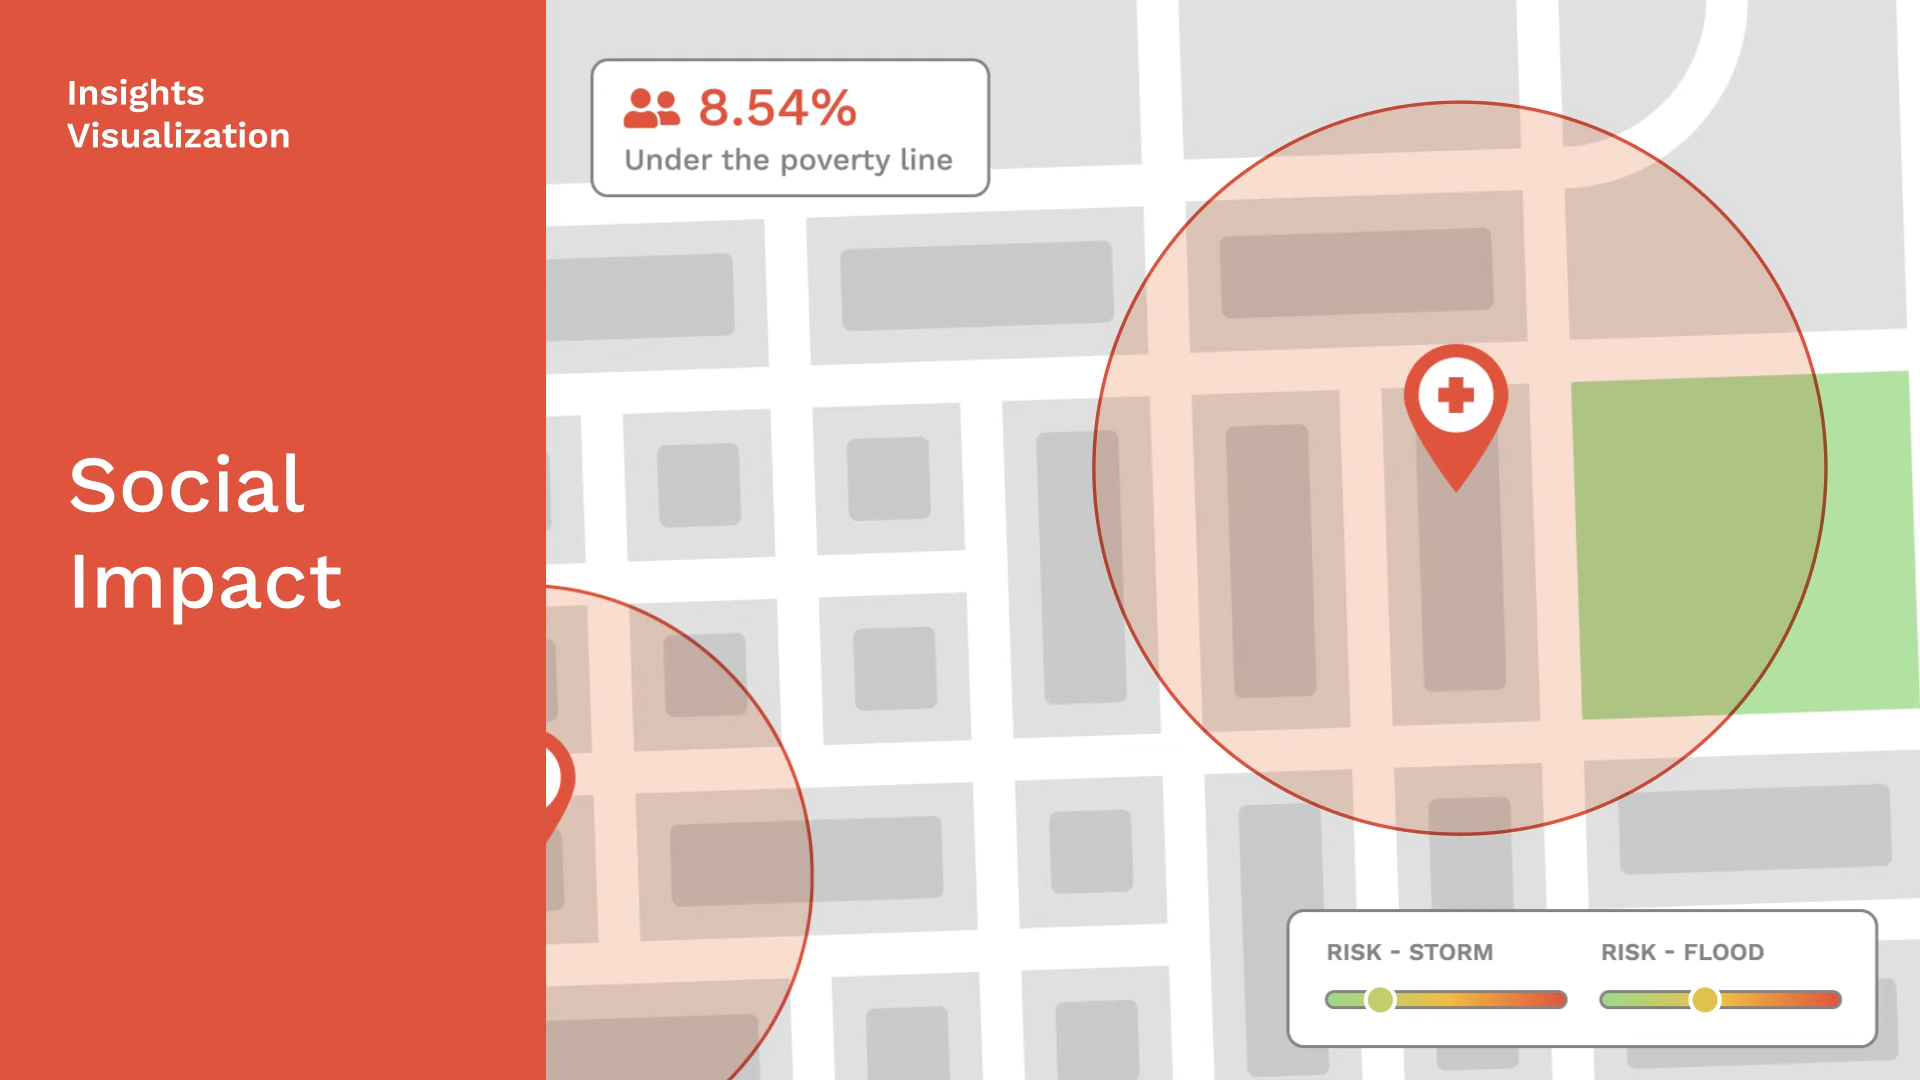 Insights
Visualization
Social
Impact
8.54%
Under the poverty line
RISK - STORM
RISK - FLOOD